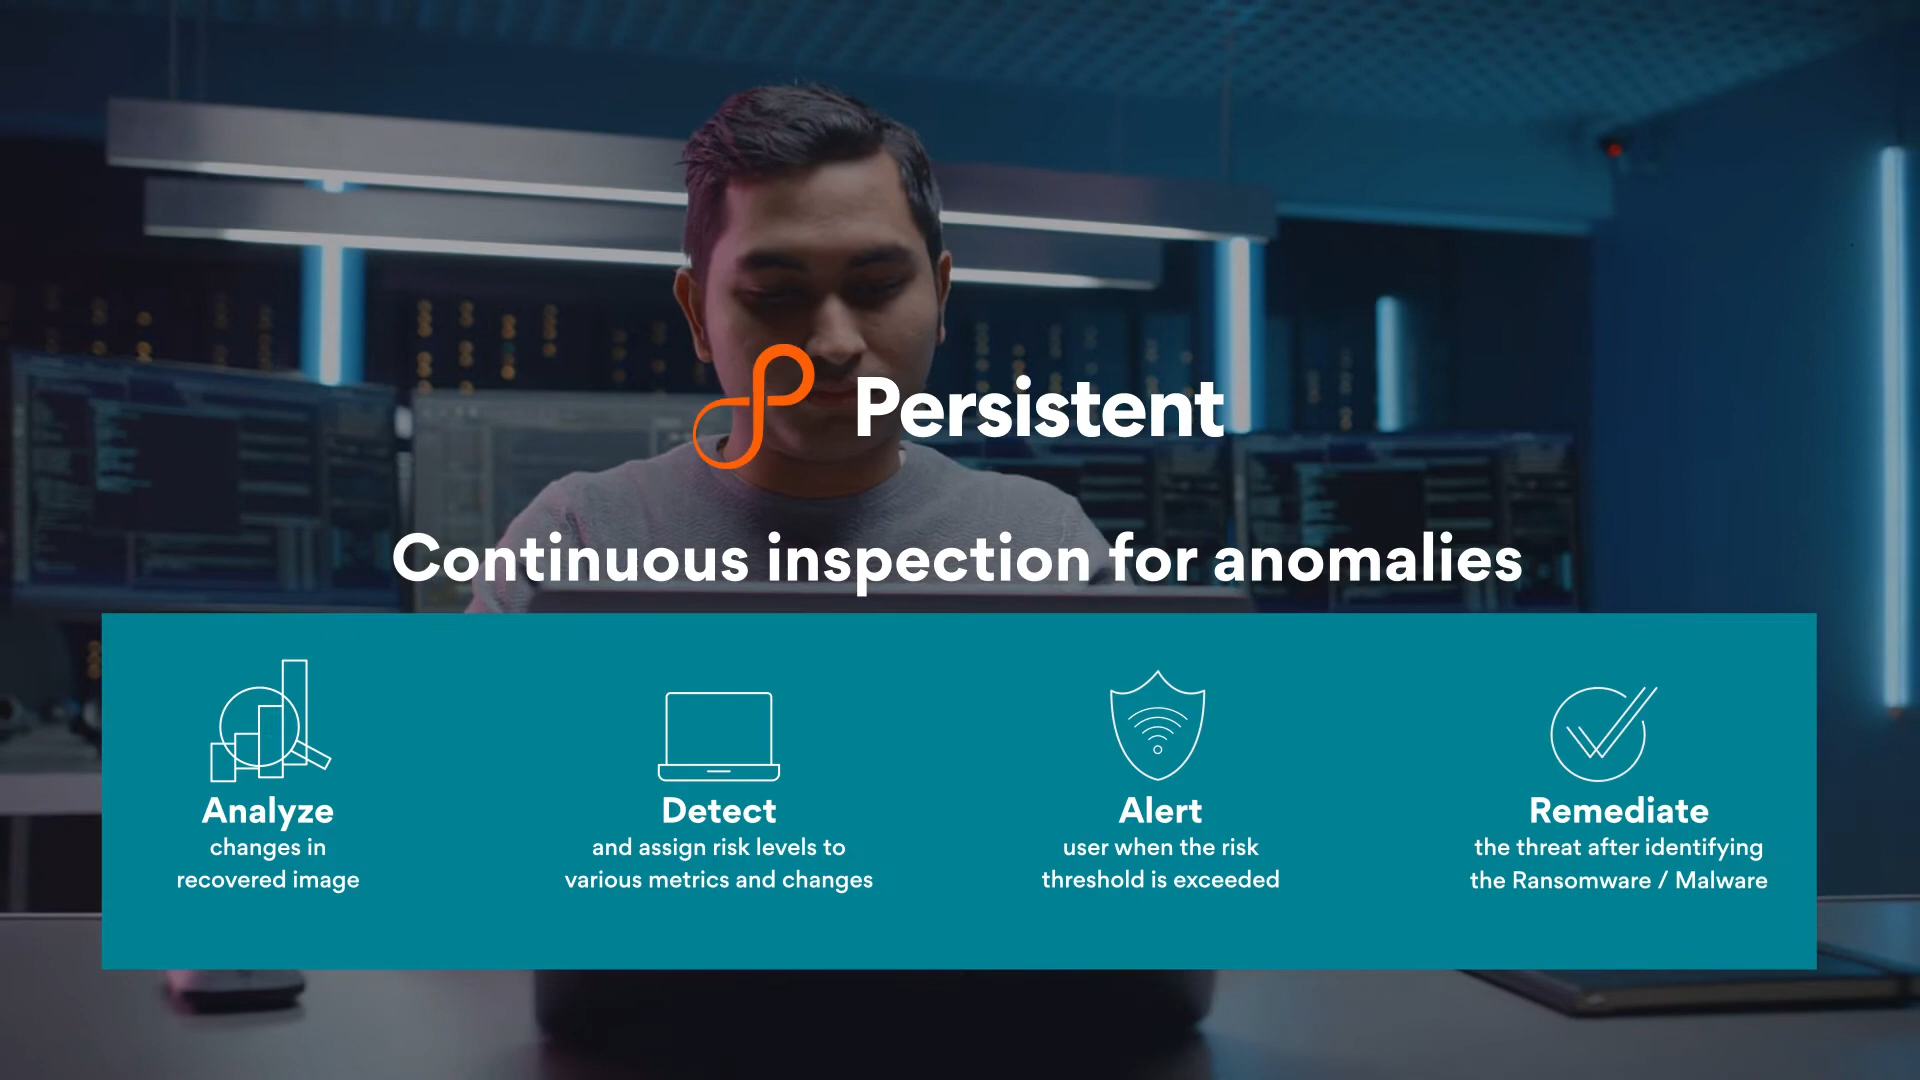 Persistent
Continuous inspection for anomalies
Analyze
changes in
recovered image
Detect
and assign risk levels to
various metrics and changes
Alert
user when the risk
threshold is exceeded
Remediate
the threat after identifying
the Ransomware / Malware